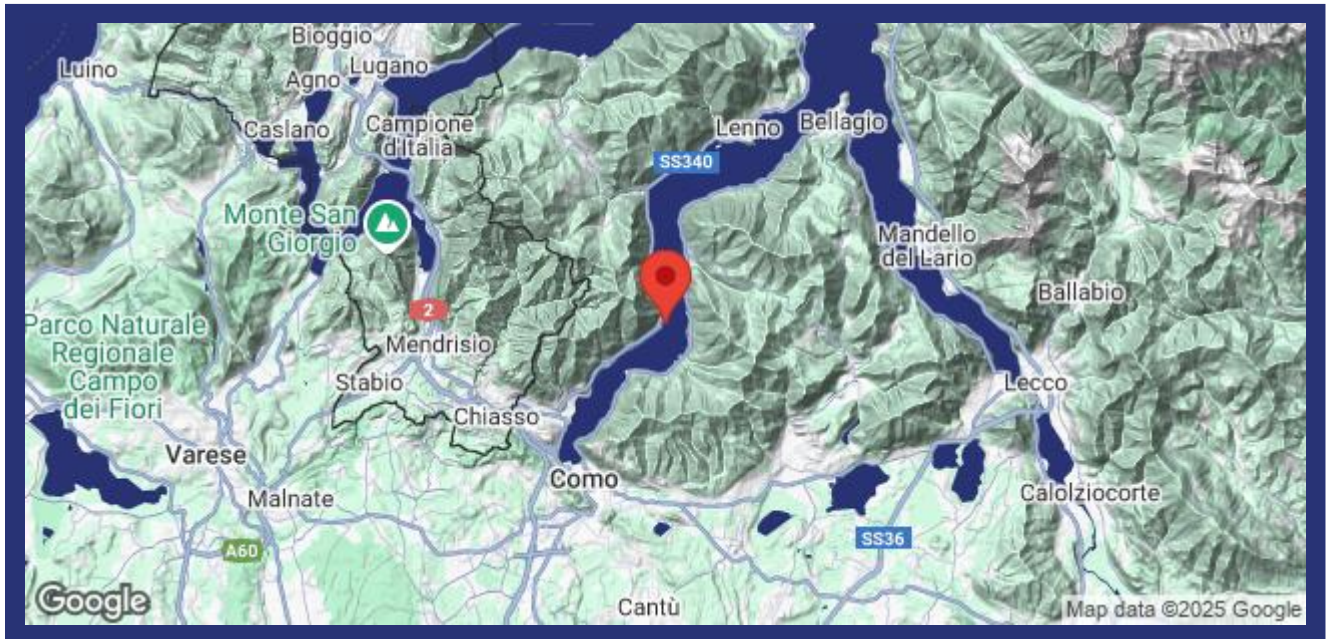 Bioggio
Luino
Lugano
Agno
Caslano
Campione
d'Italia
Lenno
Bellagio
SS340
Monte San
Giorgio
Mandello
del Lario
Ballabio
2
Parco Naturale
Regionale
Campo
dei Fiori
Mendrisio
Stabio
Lecco
Chiasso
Varese
Como
Malnate
Calolziocorte
SS36
A60
Cantù
Google
Map data ©2025 Google